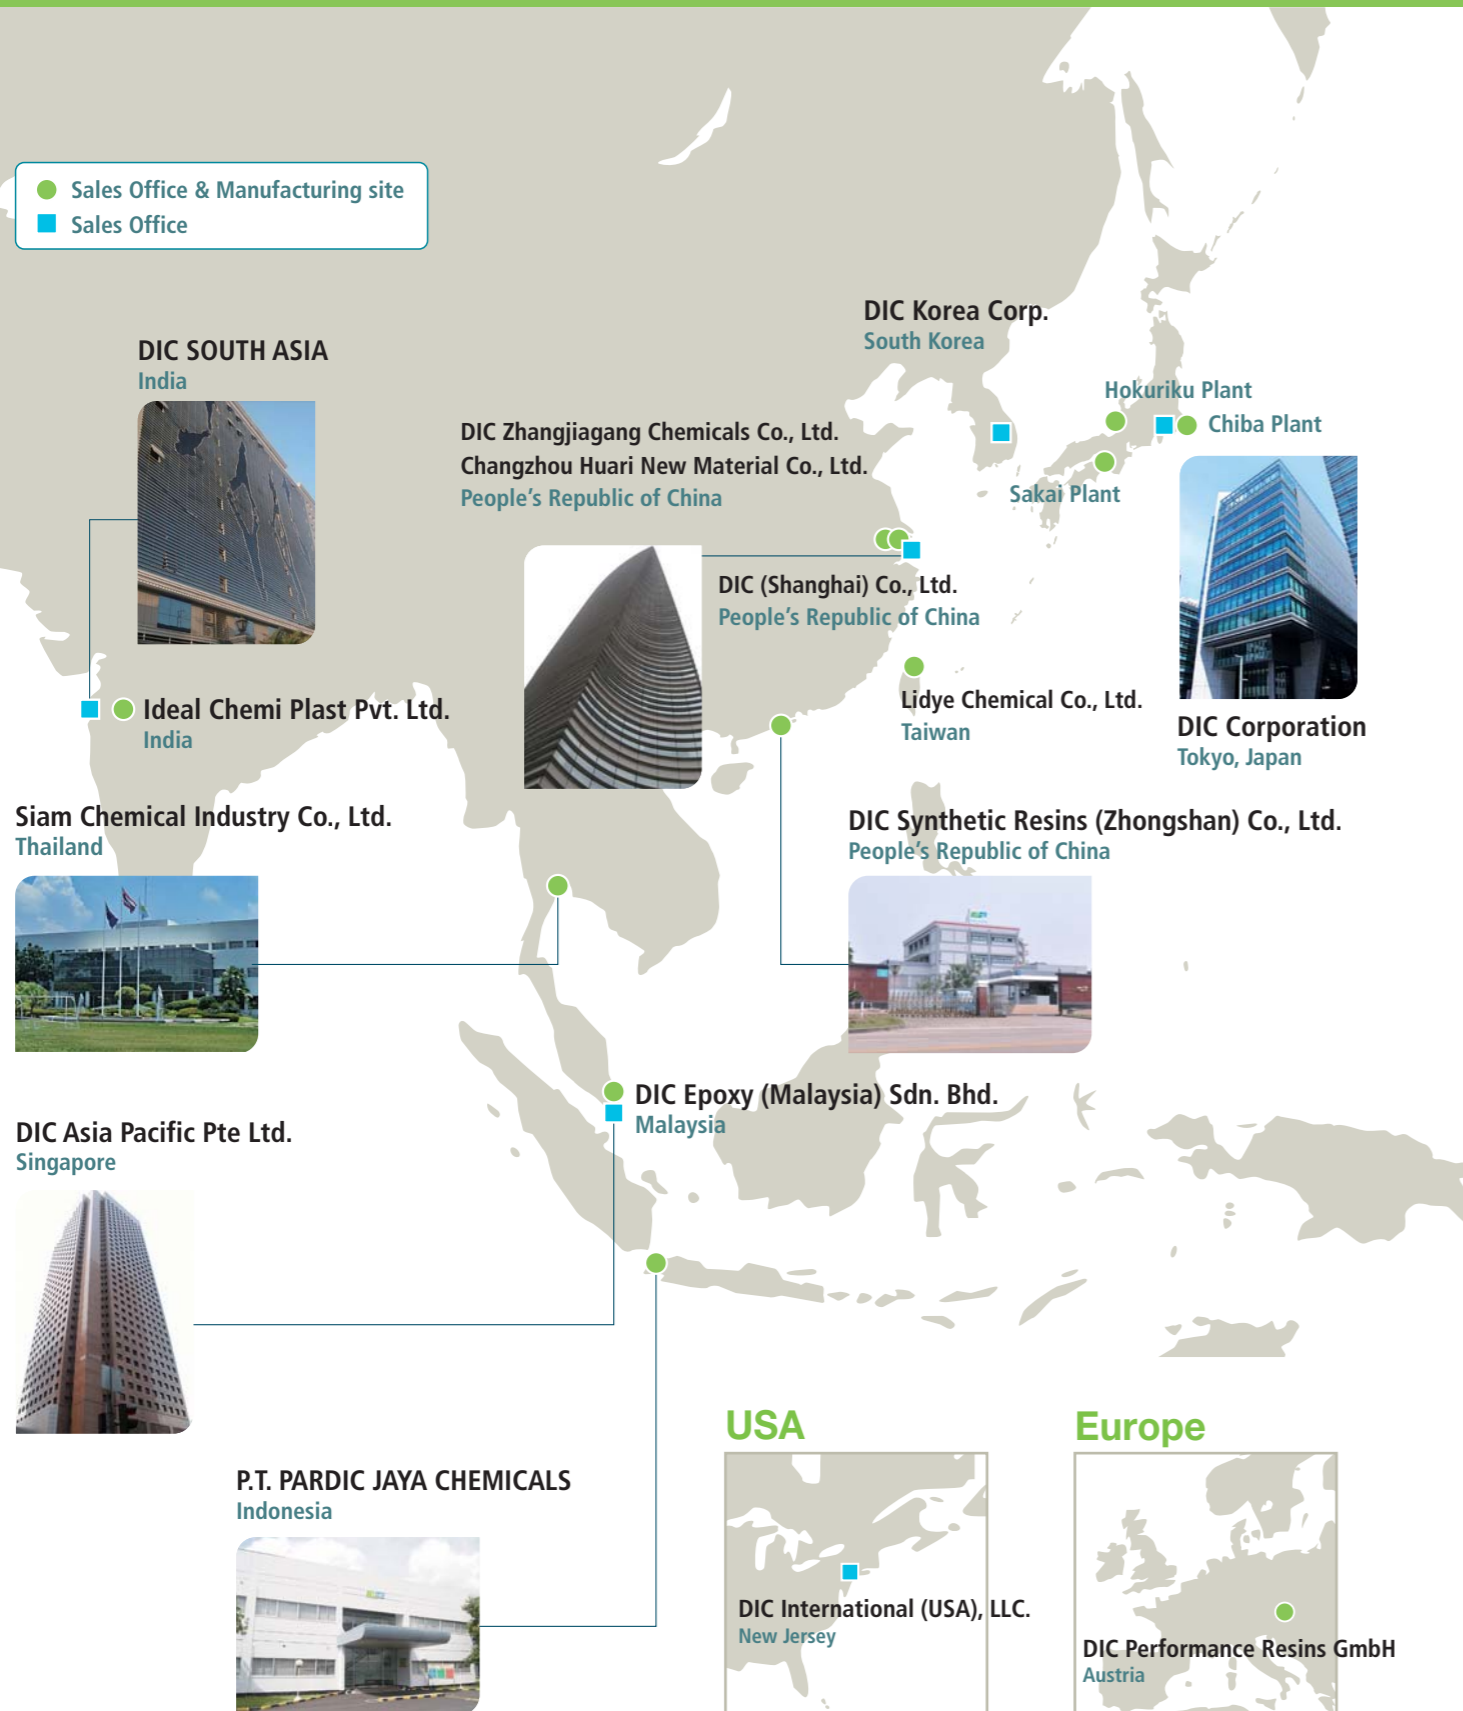 Sales Office & Manufacturing site
Sales Office
DIC Korea Corp.
South Korea
DIC SOUTH ASIA
India
Hokuriku Plant
Chiba Plant
DIC Zhangjiagang Chemicals Co., Ltd.
Changzhou Huari New Material Co., Ltd.
People's Republic of China
Sakai Plant
DIC (Shanghai) Co., Ltd.
People's Republic of China
Lidye Chemical Co., Ltd.
Taiwan
Ideal Chemi Plast Pvt. Ltd.
India
DIC Corporation
Tokyo, Japan
Siam Chemical Industry Co., Ltd.
Thailand
DIC Synthetic Resins (Zhongshan) Co., Ltd.
People's Republic of China
DIC Epoxy (Malaysia) Sdn. Bhd.
Malaysia
DIC Asia Pacific Pte Ltd.
Singapore
P.T. PARDIC JAYA CHEMICALS
Indonesia
USA
DIC International (USA), LLC.
New Jersey
Europe
DIC Performance Resins GmbH
Austria